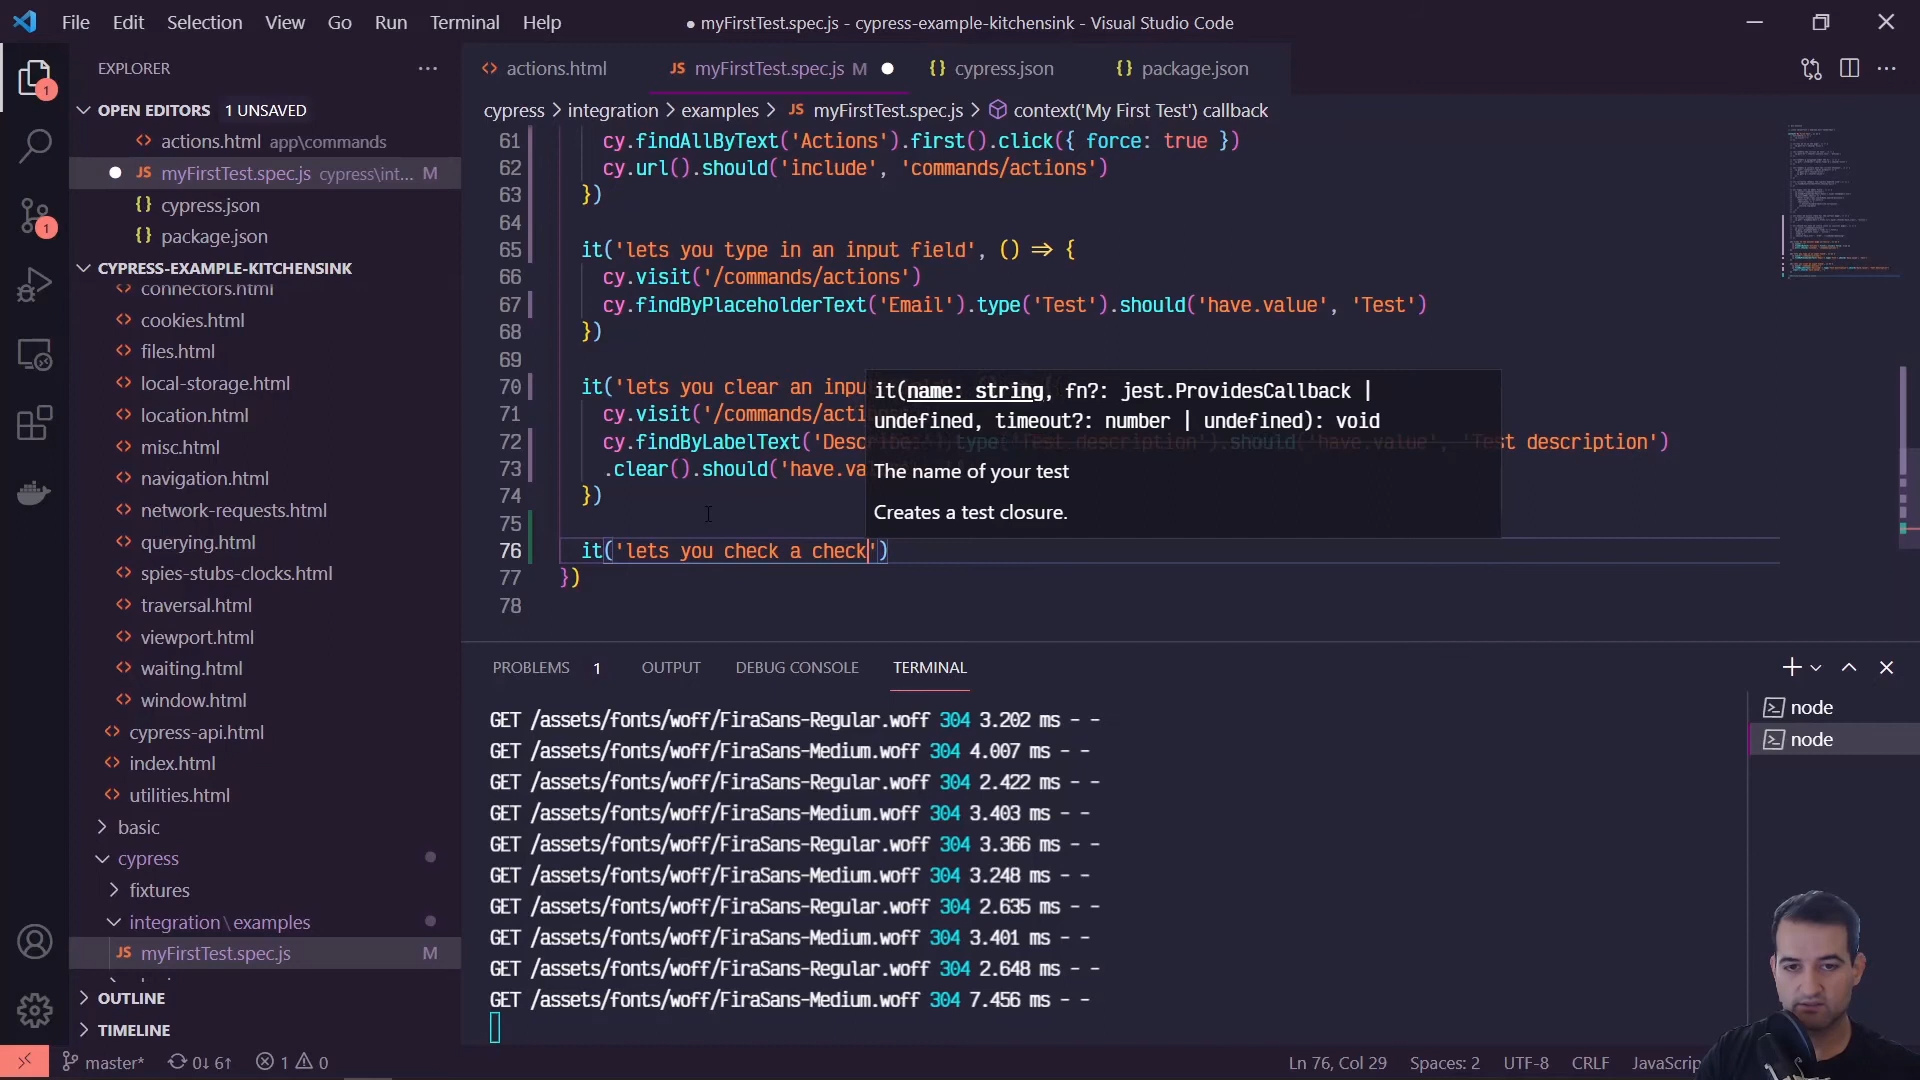 File Edit Selection View Go Run Terminal Help
● myFirstTest.spec.js - cypress-example-kitchensink - Visual Studio Code
EXPLORER
OPEN EDITORS 1 UNSAVED
actions.html app\commands
JS myFirstTest.spec.js cypress\int... M
{} cypress.json
{} package.json
CYPRESS-EXAMPLE-KITCHENSINK
connectors.html
cookies.html
files.html
local-storage.html
location.html
misc.html
navigation.html
network-requests.html
querying.html
spies-stubs-clocks.html
traversal.html
viewport.html
waiting.html
window.html
cypress-api.html
index.html
utilities.html
basic
cypress
fixtures
integration\examples
JS myFirstTest.spec.js M
OUTLINE
TIMELINE
1
1
<> actions.html JS myFirstTest.spec.js M ● {} cypress.json {} package.json
cypress > integration > examples > JS myFirstTest.spec.js > context('My First Test') callback
61 cy.findAllByText('Actions').first().click({ force: true })
62 cy.url().should('include', 'commands/actions')
63 })
64
65 it('lets you type in an input field', () => {
66 cy.visit('/commands/actions')
67 cy.findByPlaceholderText('Email').type('Test').should('have.value', 'Test')
68 })
69
70 it('lets you clear an inpu
71 cy.visit('/commands/actions
72 cy.findByLabelText('Describe:').type('Test description').should('have.value', 'Test description')
73 .clear().should('have.va
74 })
75
76 it('lets you check a check')
77 })
78
it(name: string, fn?: jest.ProvidesCallback |
undefined, timeout?: number | undefined): void
The name of your test
Creates a test closure.
PROBLEMS 1 OUTPUT DEBUG CONSOLE TERMINAL
GET /assets/fonts/woff/FiraSans-Regular.woff 304 3.202 ms - -
GET /assets/fonts/woff/FiraSans-Medium.woff 304 4.007 ms - -
GET /assets/fonts/woff/FiraSans-Regular.woff 304 2.422 ms - -
GET /assets/fonts/woff/FiraSans-Medium.woff 304 3.403 ms - -
GET /assets/fonts/woff/FiraSans-Regular.woff 304 3.366 ms - -
GET /assets/fonts/woff/FiraSans-Medium.woff 304 3.248 ms - -
GET /assets/fonts/woff/FiraSans-Regular.woff 304 2.635 ms - -
GET /assets/fonts/woff/FiraSans-Medium.woff 304 3.401 ms - -
GET /assets/fonts/woff/FiraSans-Regular.woff 304 2.648 ms - -
GET /assets/fonts/woff/FiraSans-Medium.woff 304 7.456 ms - -
node
node
master* 0↓ 6↑ 1 0
Ln 76, Col 29 Spaces: 2 UTF-8 CRLF JavaScrip